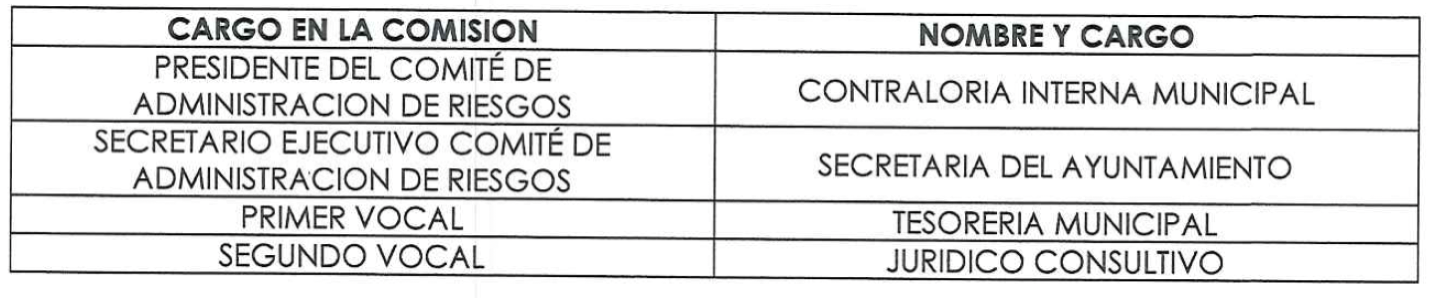 CARGO EN LA COMISION NOMBRE Y CARGO
PRESIDENTE DEL COMITÉ DE
ADMINISTRACION DE RIESGOS
CONTRALORIA INTERNA MUNICIPAL
SECRETARIO EJECUTIVO COMITÉ DE
ADMINISTRACION DE RIESGOS
SECRETARIA DEL AYUNTAMIENTO
PRIMER VOCAL TESORERIA MUNICIPAL
SEGUNDO VOCAL JURIDICO CONSULTIVO